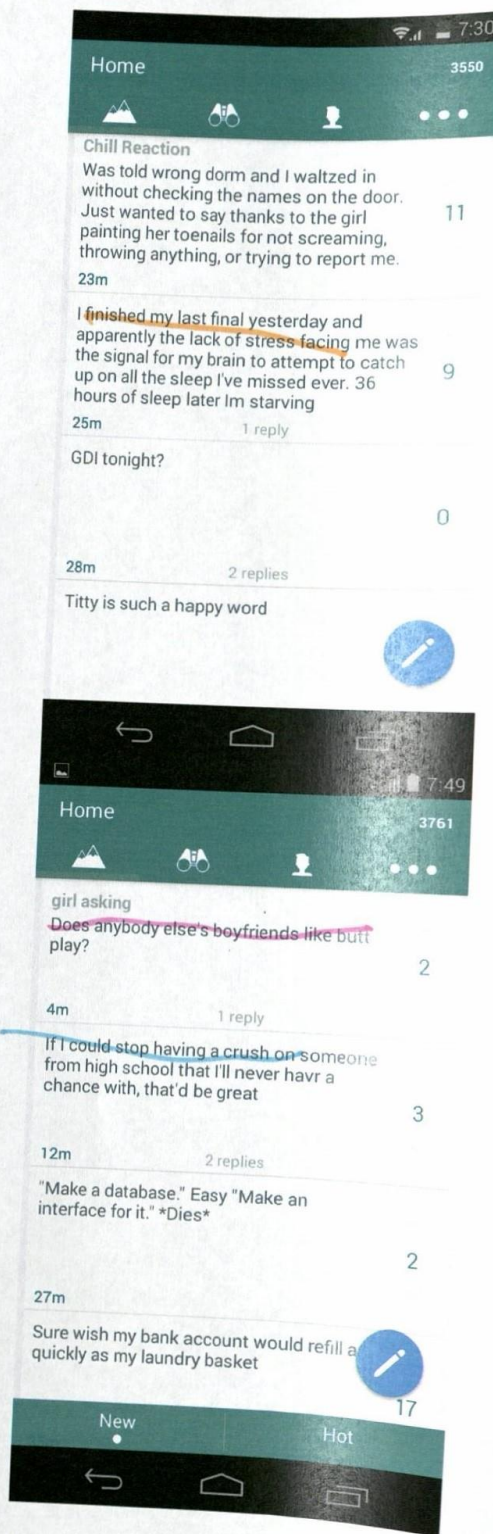 7:30
Home
3550
Chill Reaction
Was told wrong dorm and I waltzed in
without checking the names on the door.
Just wanted to say thanks to the girl
painting her toenails for not screaming,
throwing anything, or trying to report me.
11
23m
I finished my last final yesterday and
apparently the lack of stress facing me was
the signal for my brain to attempt to catch
up on all the sleep I've missed ever. 36
hours of sleep later Im starving
9
25m
1 reply
GDI tonight?
0
28m
2 replies
Titty is such a happy word
7:49
Home
3761
girl asking
Does anybody else's boyfriends like butt
play?
2
4m
1 reply
If I could stop having a crush on someone
from high school that I'll never havr a
chance with, that'd be great
3
12m
2 replies
"Make a database." Easy "Make an
interface for it." *Dies*
2
27m
Sure wish my bank account would refill a
quickly as my laundry basket
17
New
Hot